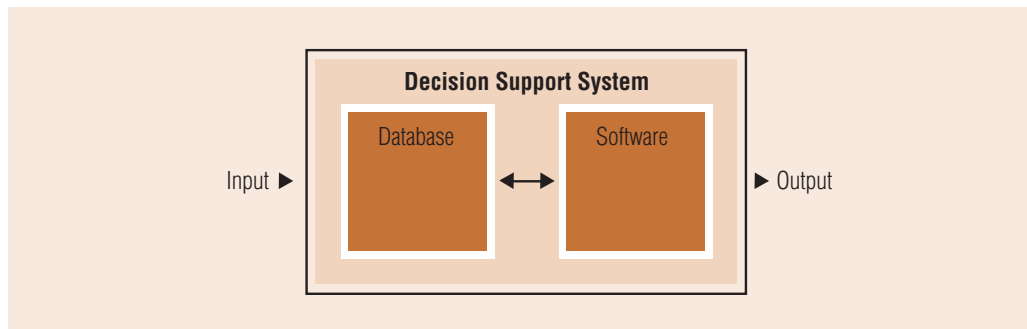 Decision Support System
Database
Software
Input
Output